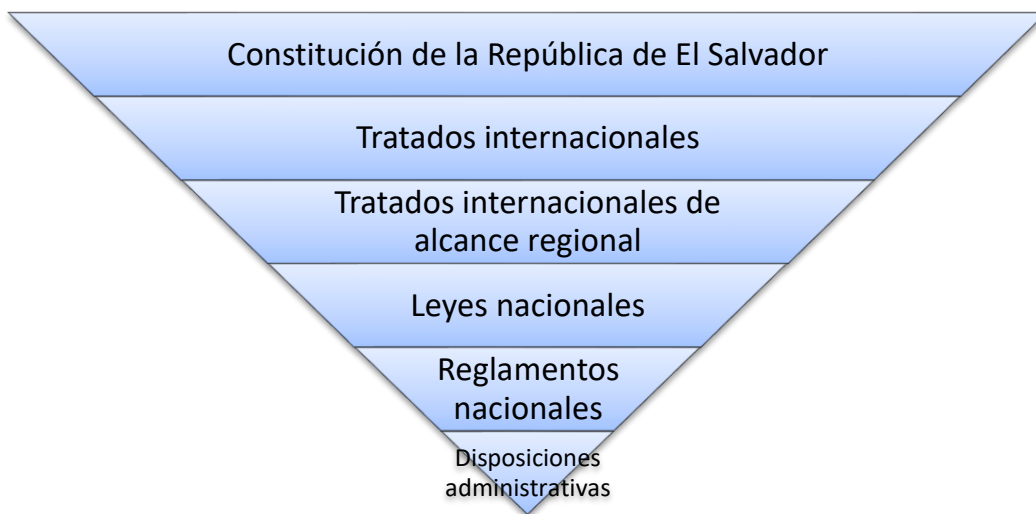 Constitución de la República de El Salvador
Tratados internacionales
Tratados internacionales de
alcance regional
Leyes nacionales
Reglamentos
nacionales
Disposiciones
administrativas